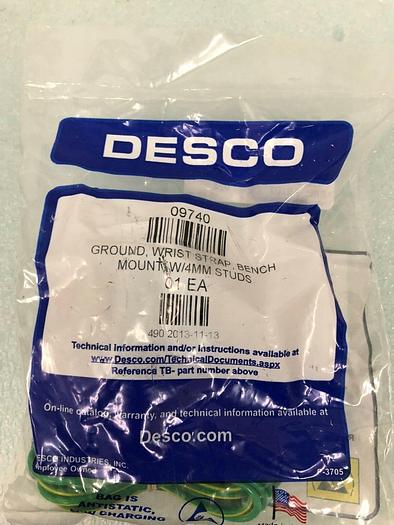 DESCO
09740
GROUND, WRIST STRAP, BENCH
MOUNT, W/4MM STUDS
01 EA
490 2013-11-13
Technical Information and/or Instructions available at
www.Desco.com/TechnicalDocuments.aspx
Reference TB- part number above
On-line catalog, warranty, and technical information available at
Desco.com
ESCO INDUSTRIES, INC.
mployee Owned
-3705
BAG IS
ANTISTATIC,
CHARGING